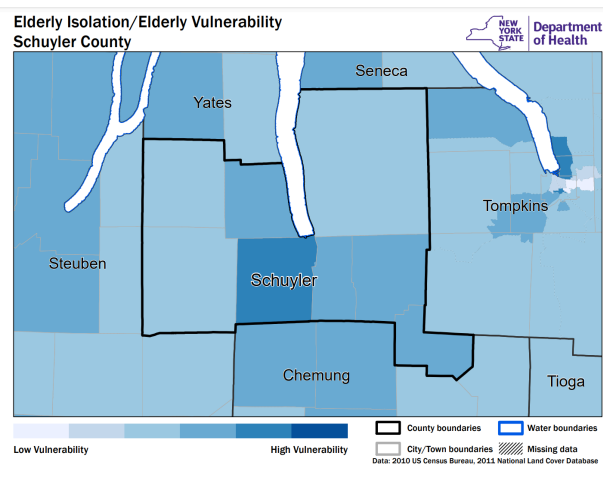 Elderly Isolation/Elderly Vulnerability
Schuyler County
NEW
YORK
STATE
Department
of Health
Seneca
Yates
Tompkins
Steuben
Schuyler
Chemung
Tioga
Low Vulnerability
High Vulnerability
County boundaries
Water boundaries
City/Town boundaries
Missing data
Data: 2010 US Census Bureau, 2011 National Land Cover Database